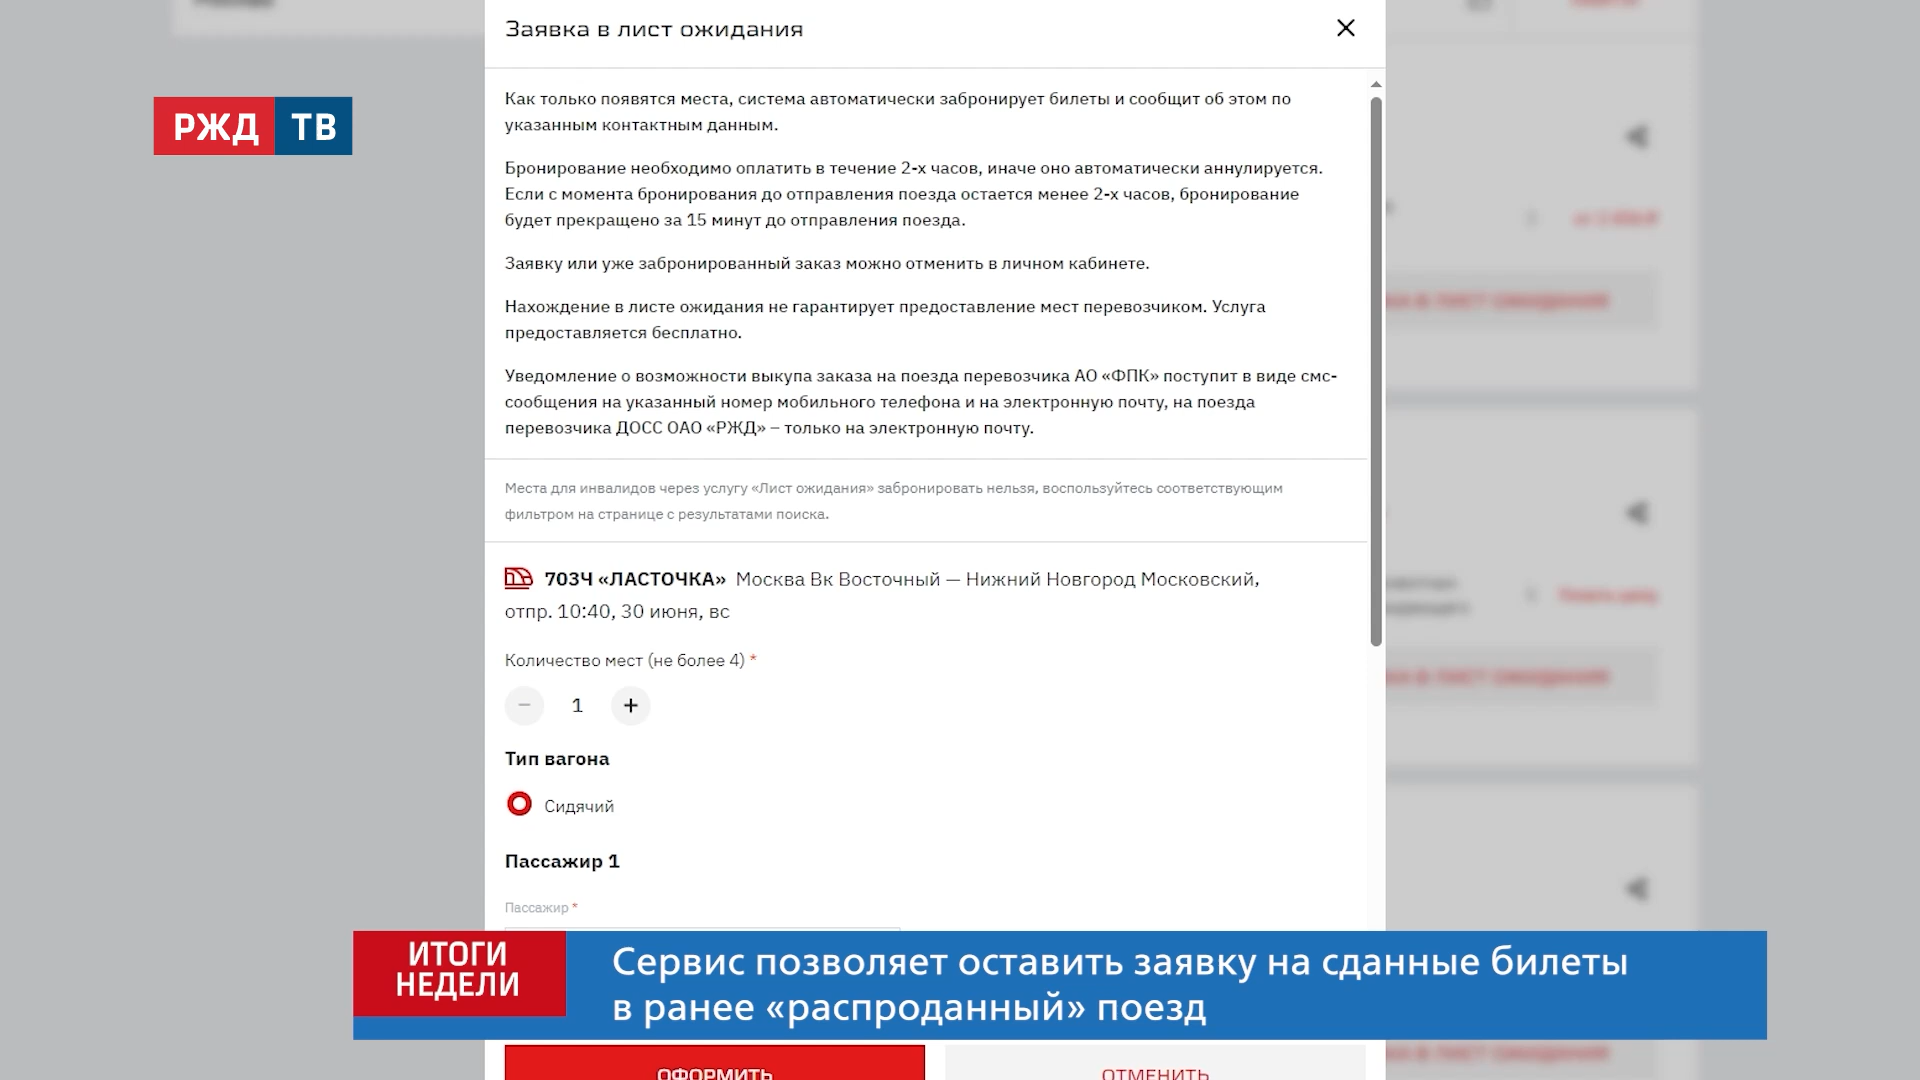 Заявка в лист ожидания
РЖД ТВ
Как только появятся места, система автоматически забронирует билеты и сообщит об этом по
указанным контактным данным.
Бронирование необходимо оплатить в течение 2-х часов, иначе оно автоматически аннулируется.
Если с момента бронирования до отправления поезда остается менее 2-х часов, бронирование
будет прекращено за 15 минут до отправления поезда.
Заявку или уже забронированный заказ можно отменить в личном кабинете.
Нахождение в листе ожидания не гарантирует предоставление мест перевозчиком. Услуга
предоставляется бесплатно.
Уведомление о возможности выкупа заказа на поезда перевозчика АО «ФПК» поступит в виде смс-
сообщения на указанный номер мобильного телефона и на электронную почту, на поезда
перевозчика ДОСС ОАО «РЖД» – только на электронную почту.
Места для инвалидов через услугу «Лист ожидания» забронировать нельзя, воспользуйтесь соответствующим
фильтром на странице с результатами поиска.
703Ч «ЛАСТОЧКА» Москва Вк Восточный — Нижний Новгород Московский,
отпр. 10:40, 30 июня, вс
Количество мест (не более 4) *
− 1 +
Тип вагона
Сидячий
Пассажир 1
Пассажир *
ИТОГИ
НЕДЕЛИ
Сервис позволяет оставить заявку на сданные билеты
в ранее «распроданный» поезд
ОФОРМИТЬ
ОТМЕНИТЬ